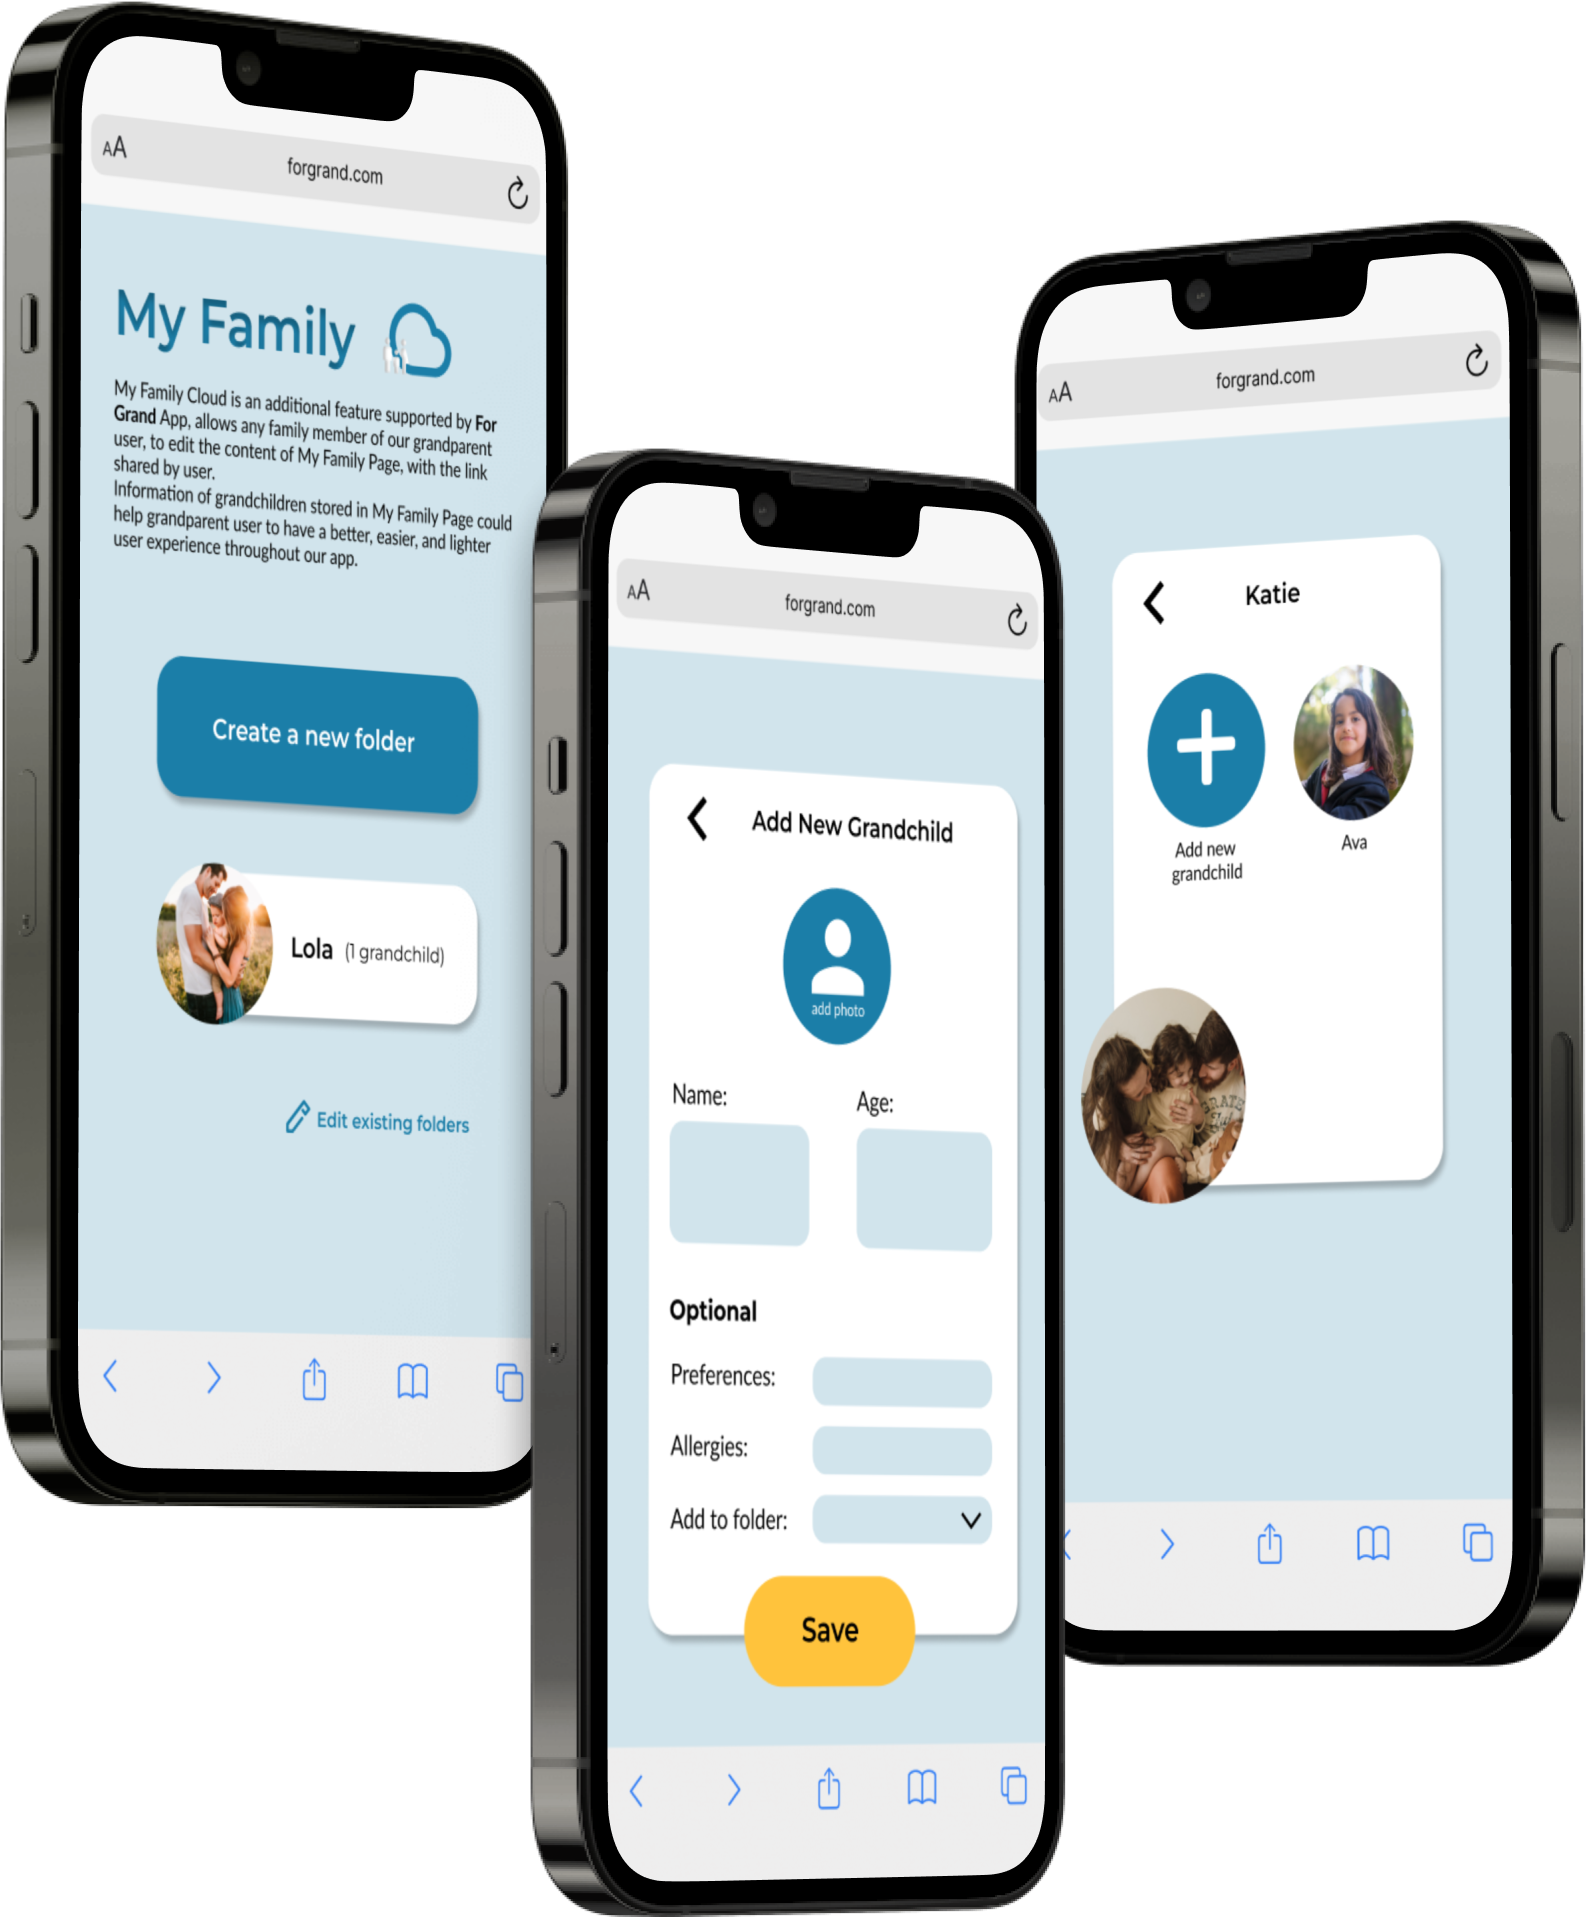 AA
forgrand.com
My Family
My Family Cloud is an additional feature supported by For
Grand App, allows any family member of our grandparent
user, to edit the content of My Family Page, with the link
shared by user.
Information of grandchildren stored in My Family Page could
help grandparent user to have a better, easier, and lighter
user experience throughout our app.
Create a new folder
Lola (1 grandchild)
Edit existing folders
AA
forgrand.com
Add New Grandchild
add photo
Name:
Age:
Optional
Preferences:
Allergies:
Add to folder:
Save
AA
forgrand.com
Katie
Add new
grandchild
Ava